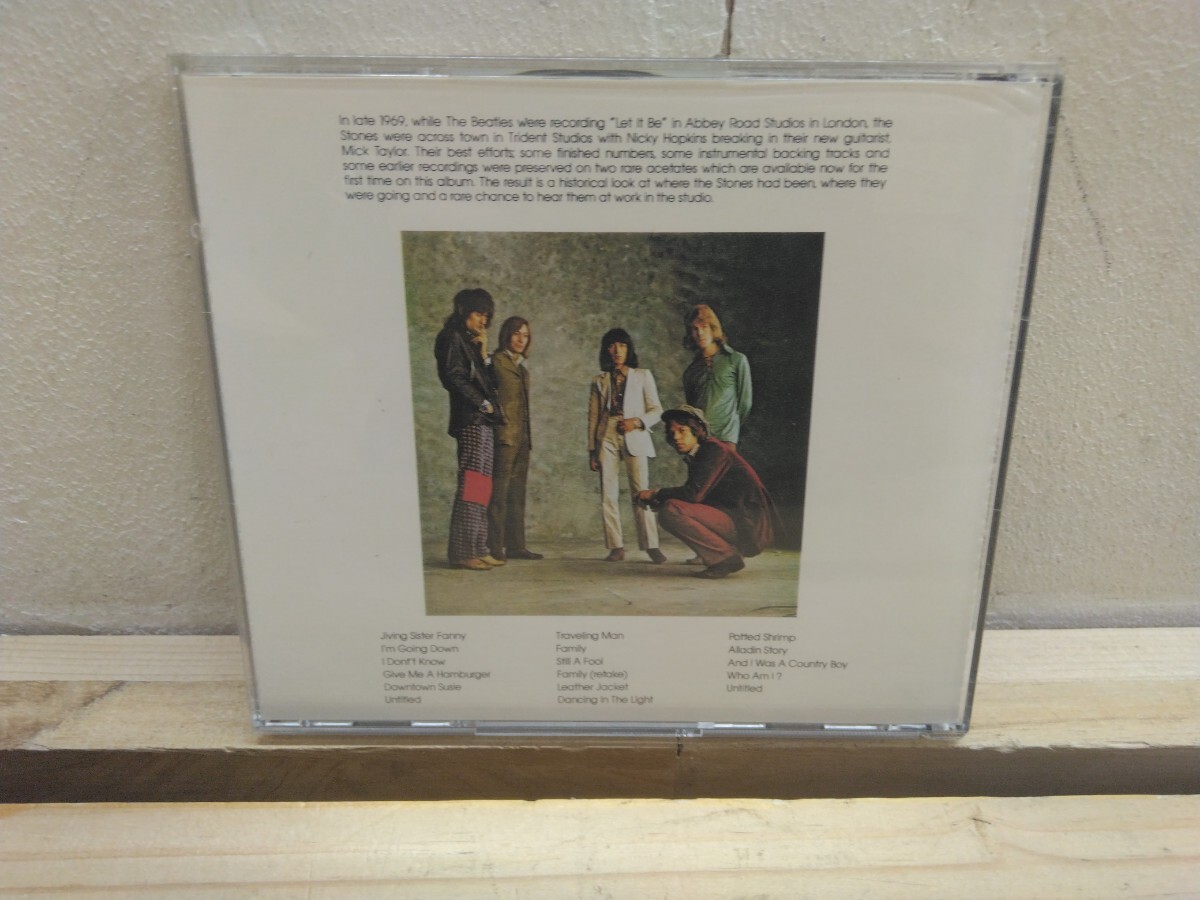 In late 1969, while The Beatles were recording "Let It Be" in Abbey Road Studios in London, the
Stones were across town in Trident Studios with Nicky Hopkins breaking in their new guitarist,
Mick Taylor. Their best efforts; some finished numbers, some instrumental backing tracks and
some earlier recordings were preserved on two rare acetates which are available now for the
first time on this album. The result is a historical look at where the Stones had been, where they
were going and a rare chance to hear them at work in the studio.
Jiving Sister Fanny
I'm Going Down
I Dont't Know
Give Me A Hamburger
Downtown Susie
Untitled
Traveling Man
Family
Still A Fool
Family (retake)
Leather Jacket
Dancing In The Light
Potted Shrimp
Alladin Story
And I Was A Country Boy
Who Am I ?
Untitled